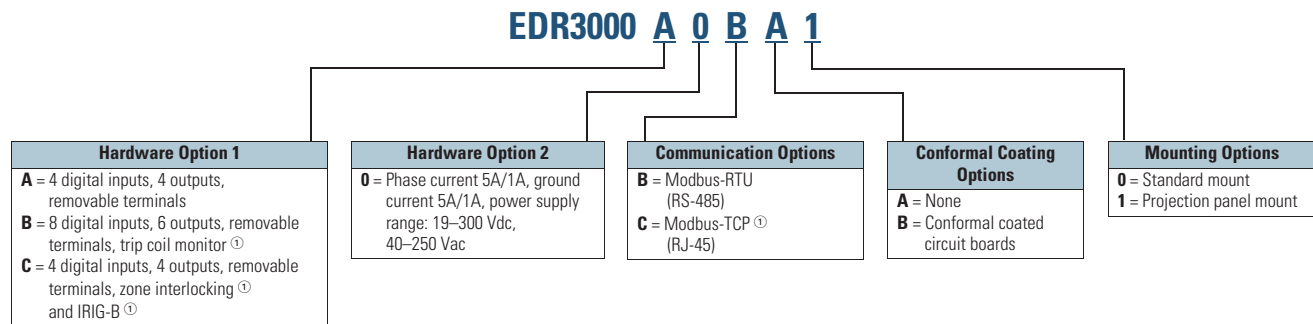 EDR3000 A 0 B A 1
Hardware Option 1
A = 4 digital inputs, 4 outputs,
removable terminals
B = 8 digital inputs, 6 outputs, removable
terminals, trip coil monitor ①
C = 4 digital inputs, 4 outputs, removable
terminals, zone interlocking ①
and IRIG-B ①
Hardware Option 2
0 = Phase current 5A/1A, ground
current 5A/1A, power supply
range: 19–300 Vdc,
40–250 Vac
Communication Options
B = Modbus-RTU
(RS-485)
C = Modbus-TCP ①
(RJ-45)
Conformal Coating
Options
A = None
B = Conformal coated
circuit boards
Mounting Options
0 = Standard mount
1 = Projection panel mount